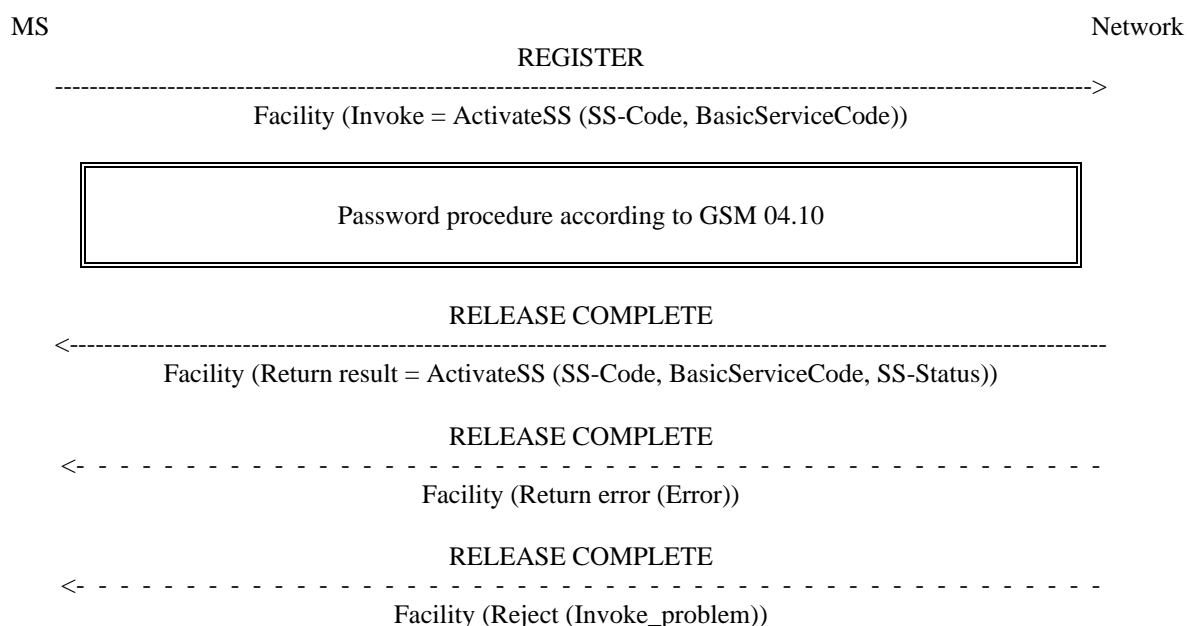 MS Network
REGISTER
Facility (Invoke = ActivateSS (SS-Code, BasicServiceCode))
Password procedure according to GSM 04.10
RELEASE COMPLETE
Facility (Return result = ActivateSS (SS-Code, BasicServiceCode, SS-Status))
RELEASE COMPLETE
Facility (Return error (Error))
RELEASE COMPLETE
Facility (Reject (Invoke_problem))